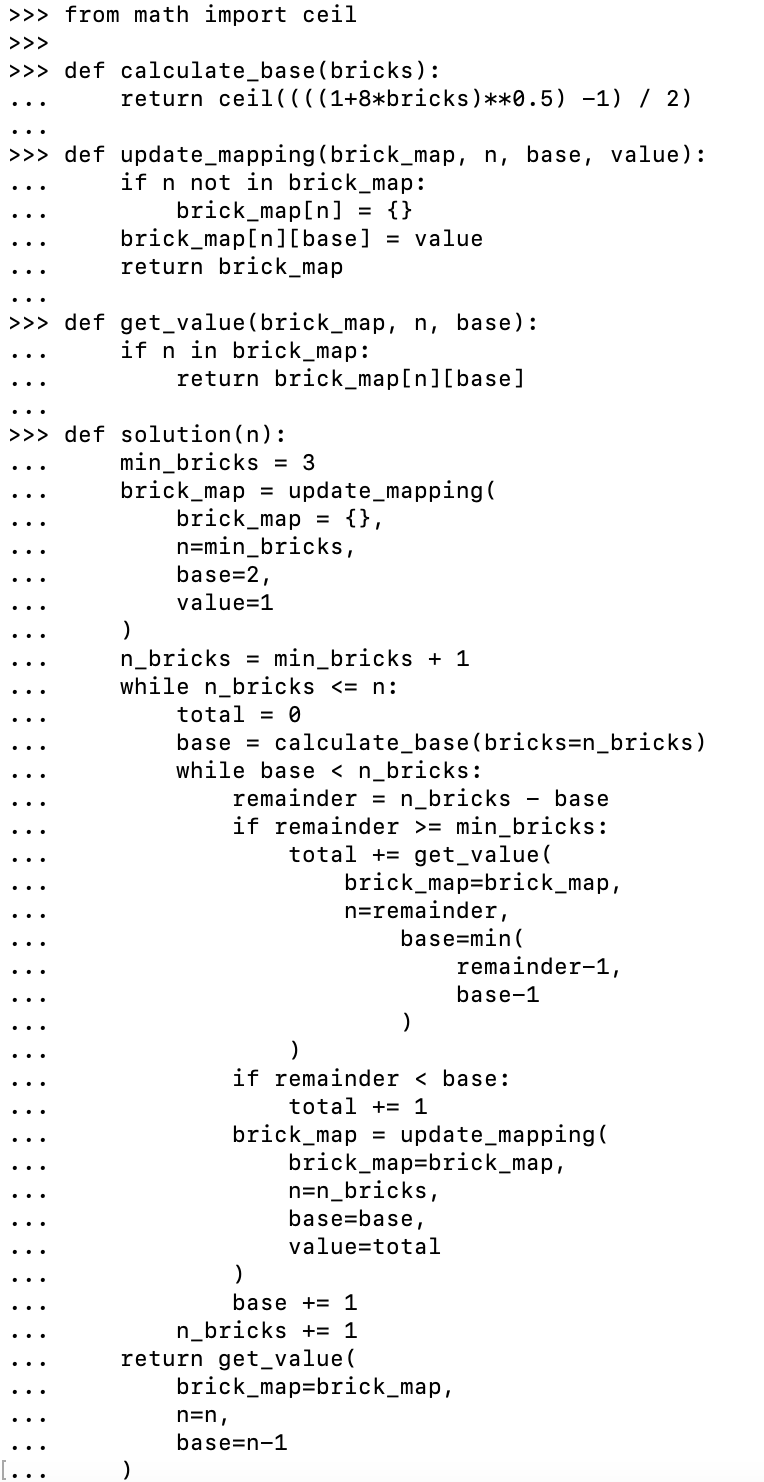 >>> from math import ceil
>>>
>>> def calculate_base(bricks):
...     return ceil((((1+8*bricks)**0.5) -1) / 2)
...
>>> def update_mapping(brick_map, n, base, value):
...     if n not in brick_map:
...         brick_map[n] = {}
...     brick_map[n][base] = value
...     return brick_map
...
>>> def get_value(brick_map, n, base):
...     if n in brick_map:
...         return brick_map[n][base]
...
>>> def solution(n):
...     min_bricks = 3
...     brick_map = update_mapping(
...         brick_map = {},
...         n=min_bricks,
...         base=2,
...         value=1
...     )
...     n_bricks = min_bricks + 1
...     while n_bricks <= n:
...         total = 0
...         base = calculate_base(bricks=n_bricks)
...         while base < n_bricks:
...             remainder = n_bricks - base
...             if remainder >= min_bricks:
...                 total += get_value(
...                     brick_map=brick_map,
...                     n=remainder,
...                         base=min(
...                             remainder-1,
...                             base-1
...                         )
...                 )
...             if remainder < base:
...                 total += 1
...             brick_map = update_mapping(
...                 brick_map=brick_map,
...                 n=n_bricks,
...                 base=base,
...                 value=total
...             )
...             base += 1
...         n_bricks += 1
...     return get_value(
...         brick_map=brick_map,
...         n=n,
...         base=n-1
[...     )